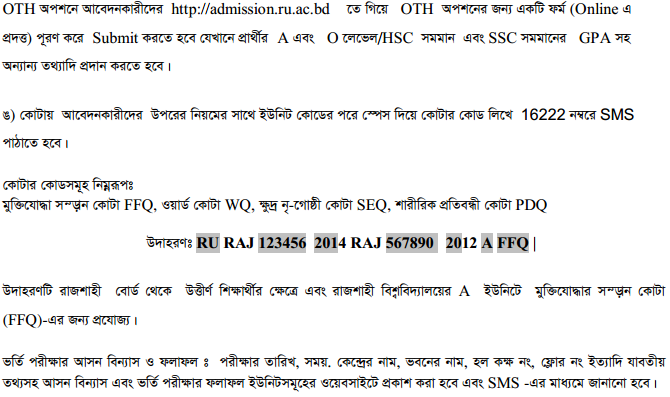 OTH অপশনে আবেদনকারীদের http://admission.ru.ac.bd তে গিয়ে OTH অপশনের জন্য একটি ফর্ম (Online এ
প্রদত্ত) পূরণ করে Submit করতে হবে যেখানে প্রার্থীর A এবং O লেভেল/HSC সমমান এবং SSC সমমানের GPA সহ
অন্যান্য তথ্যাদি প্রদান করতে হবে।
ঙ) কোটায় আবেদনকারীদের উপরের নিয়মের সাথে ইউনিট কোডের পরে স্পেস দিয়ে কোটার কোড লিখে 16222 নম্বরে SMS
পাঠাতে হবে।
কোটার কোডসমূহ নিম্নরূপঃ
মুক্তিযোদ্ধা সম্ড়ান কোটা FFQ, ওয়ার্ড কোটা WQ, ক্ষুদ্র নৃ-গোষ্ঠী কোটা SEQ, শারীরিক প্রতিবন্ধী কোটা PDQ
উদাহরণঃ RU RAJ 123456 2014 RAJ 567890 2012 A FFQ |
উদাহরণটি রাজশাহী বোর্ড থেকে উত্তীর্ণ শিক্ষার্থীর ক্ষেত্রে এবং রাজশাহী বিশ্ববিদ্যালয়ের A ইউনিটে মুক্তিযোদ্ধার সম্ড়ান কোটা
(FFQ)-এর জন্য প্রযোজ্য।
ভর্তি পরীক্ষার আসন বিন্যাস ও ফলাফল ঃ পরীক্ষার তারিখ, সময়. কেন্দ্রের নাম, ভবনের নাম, হল কক্ষ নং, ফ্লোর নং ইত্যাদি যাবতীয়
তথ্যসহ আসন বিন্যাস এবং ভর্তি পরীক্ষার ফলাফল ইউনিটসমূহের ওয়েবসাইটে প্রকাশ করা হবে এবং SMS -এর মাধ্যমে জানানো হবে।